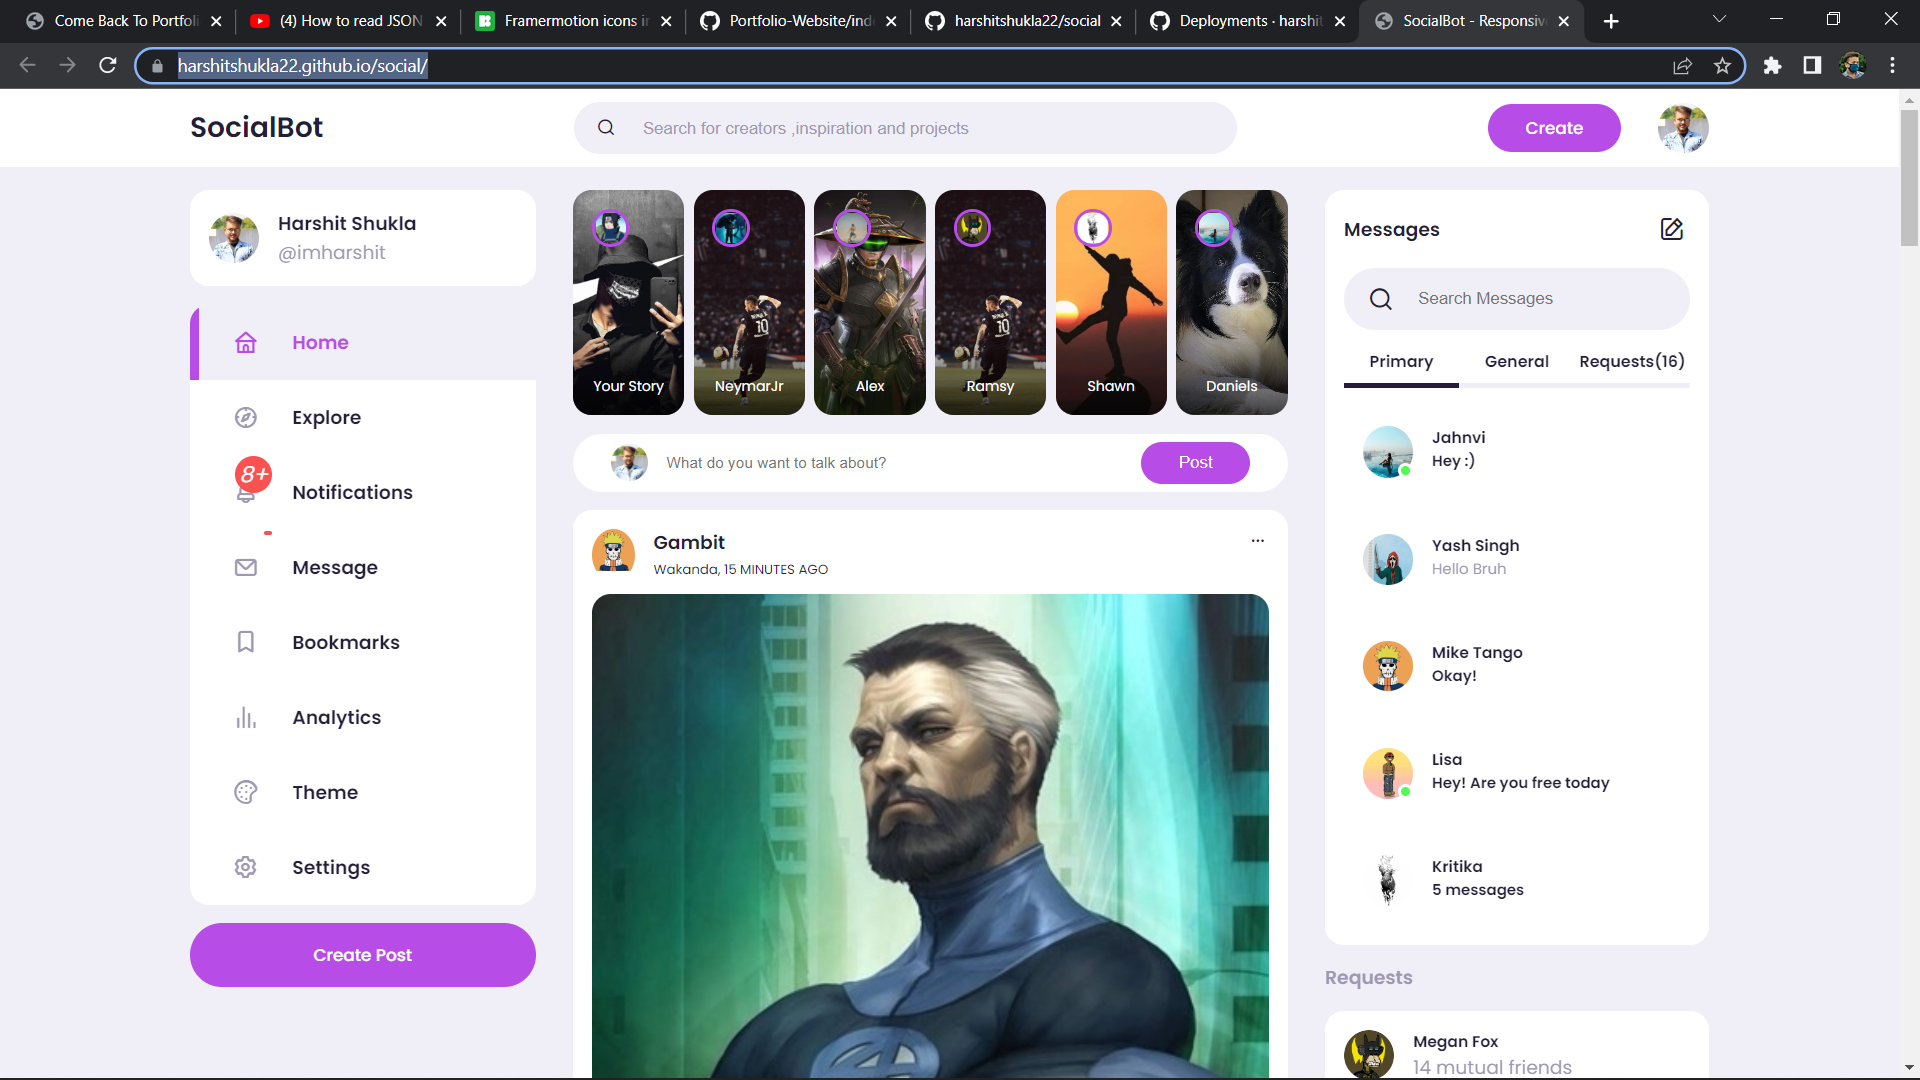 Come Back To Portfoli
(4) How to read JSON
Framermotion icons in
Portfolio-Website/inde
harshitshukla22/social
Deployments · harshit
SocialBot - Responsive
harshitshukla22.github.io/social/
SocialBot
Search for creators ,inspiration and projects
Create
Harshit Shukla
@imharshit
Home
Explore
8+
Notifications
Message
Bookmarks
Analytics
Theme
Settings
Create Post
Your Story
NeymarJr
Alex
Ramsy
Shawn
Daniels
What do you want to talk about?
Post
Gambit
...
Wakanda, 15 MINUTES AGO
Messages
Search Messages
Primary
General
Requests(16)
Jahnvi
Hey :)
Yash Singh
Hello Bruh
Mike Tango
Okay!
Lisa
Hey! Are you free today
Kritika
5 messages
Requests
Megan Fox
14 mutual friends